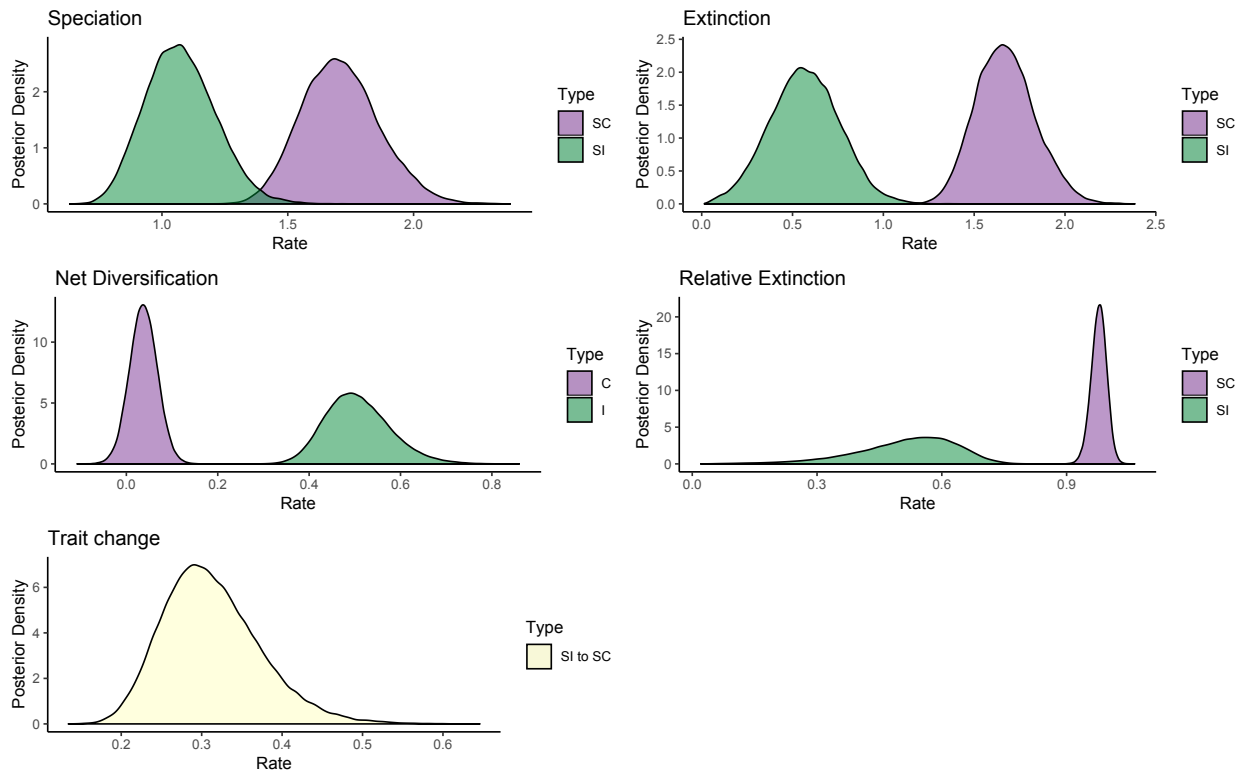 Speciation
Posterior Density
2
1
0
1.0 1.5 2.0
Rate
Type
SC
SI
Extinction
Posterior Density
2.5
2.0
1.5
1.0
0.5
0.0
0.0 0.5 1.0 1.5 2.0 2.5
Rate
Type
SC
SI
Net Diversification
Posterior Density
10
5
0
0.0 0.2 0.4 0.6 0.8
Rate
Type
C
I
Relative Extinction
Posterior Density
20
15
10
5
0
0.0 0.3 0.6 0.9
Rate
Type
SC
SI
Trait change
Posterior Density
6
4
2
0
0.2 0.3 0.4 0.5 0.6
Rate
Type
SI to SC